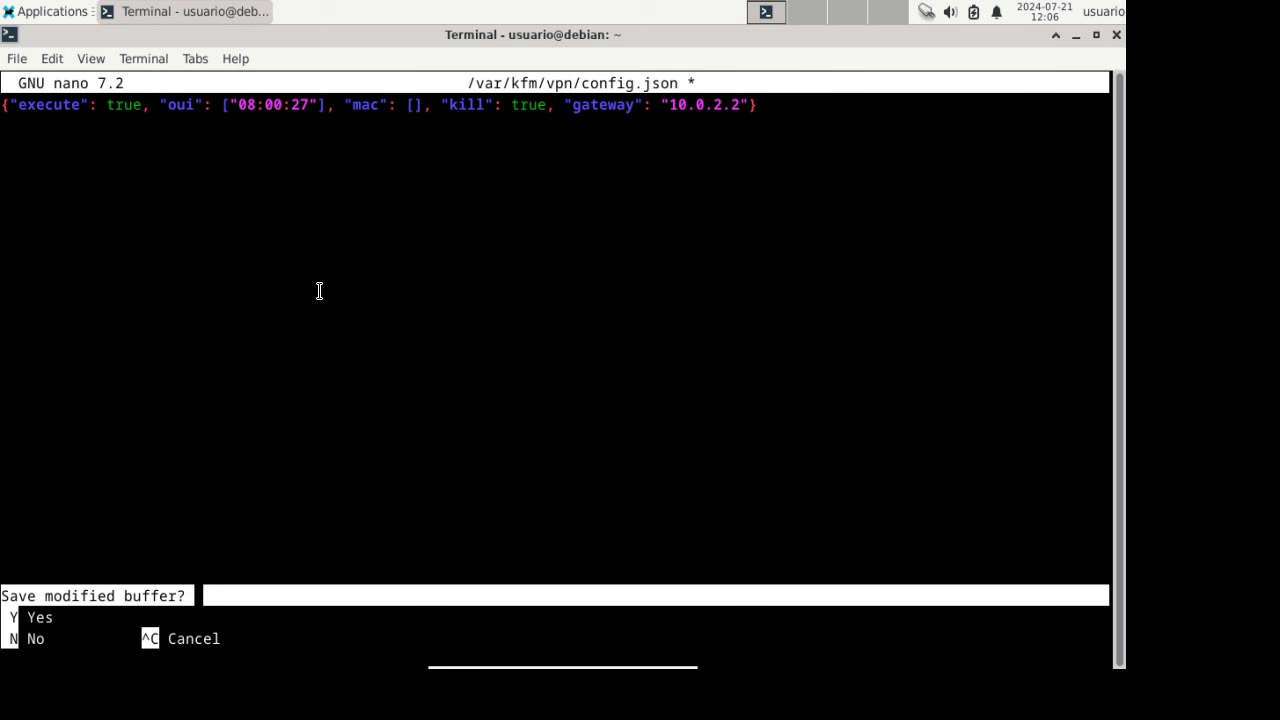 Applications Terminal - usuario@deb... 2024-07-21 usuario
12:06
Terminal - usuario@debian: ~
File Edit View Terminal Tabs Help
GNU nano 7.2 /var/kfm/vpn/config.json *
{"execute": true, "oui": ["08:00:27"], "mac": [], "kill": true, "gateway": "10.0.2.2"}
Save modified buffer?
Y Yes
N No ^C Cancel